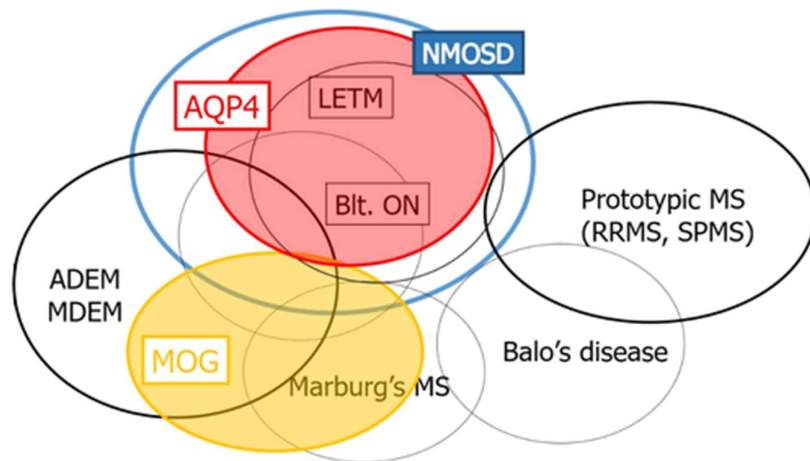 NMOSD
AQP4
LETM
Blt. ON
Prototypic MS
(RRMS, SPMS)
ADEM
MDEM
MOG
Marburg's MS
Balo's disease